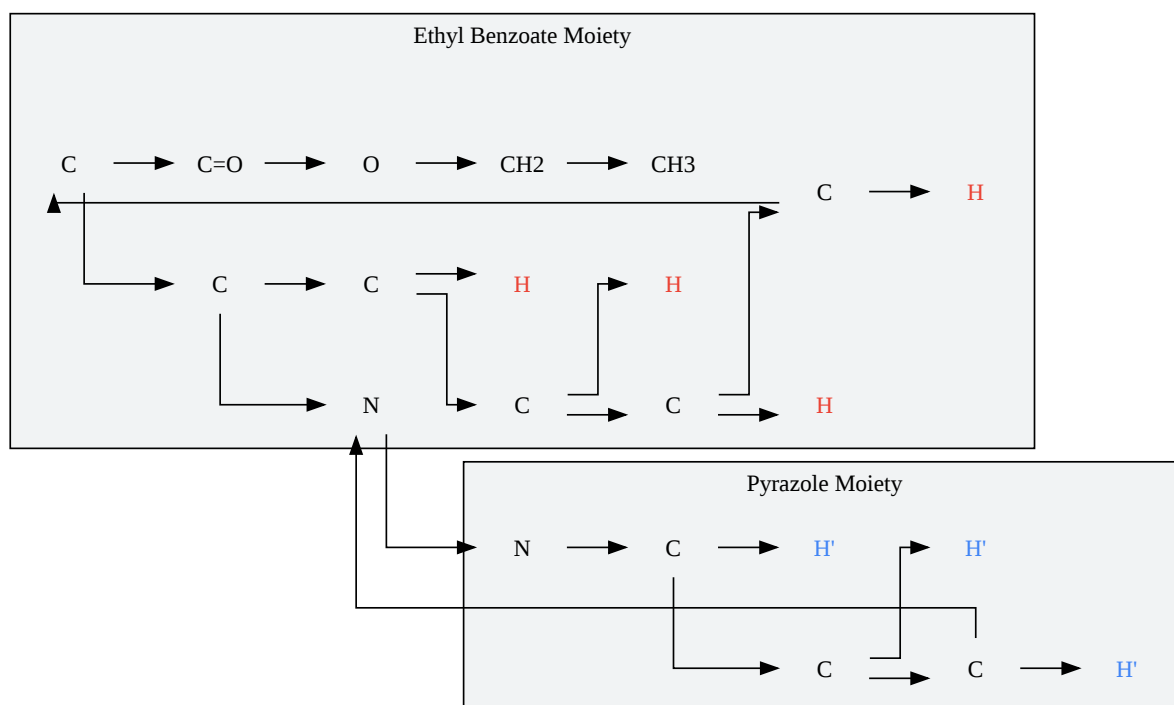 Ethyl Benzoate Moiety
C C=O O CH2 CH3
C H
C C H H
N C C H
Pyrazole Moiety
N C H' H'
C C H'